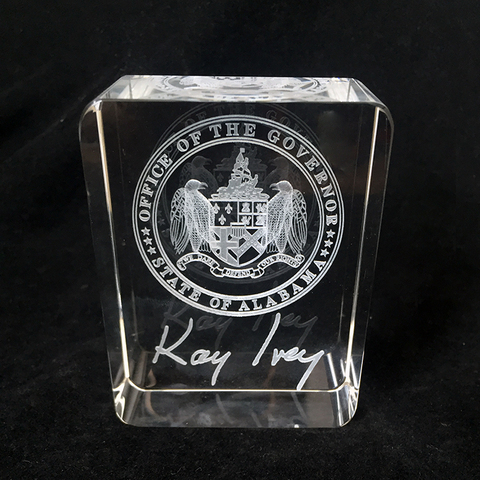 OFFICE OF THE GOVERNOR
WE DARE DEFEND OUR RIGHTS
STATE OF ALABAMA
Kay Ivey